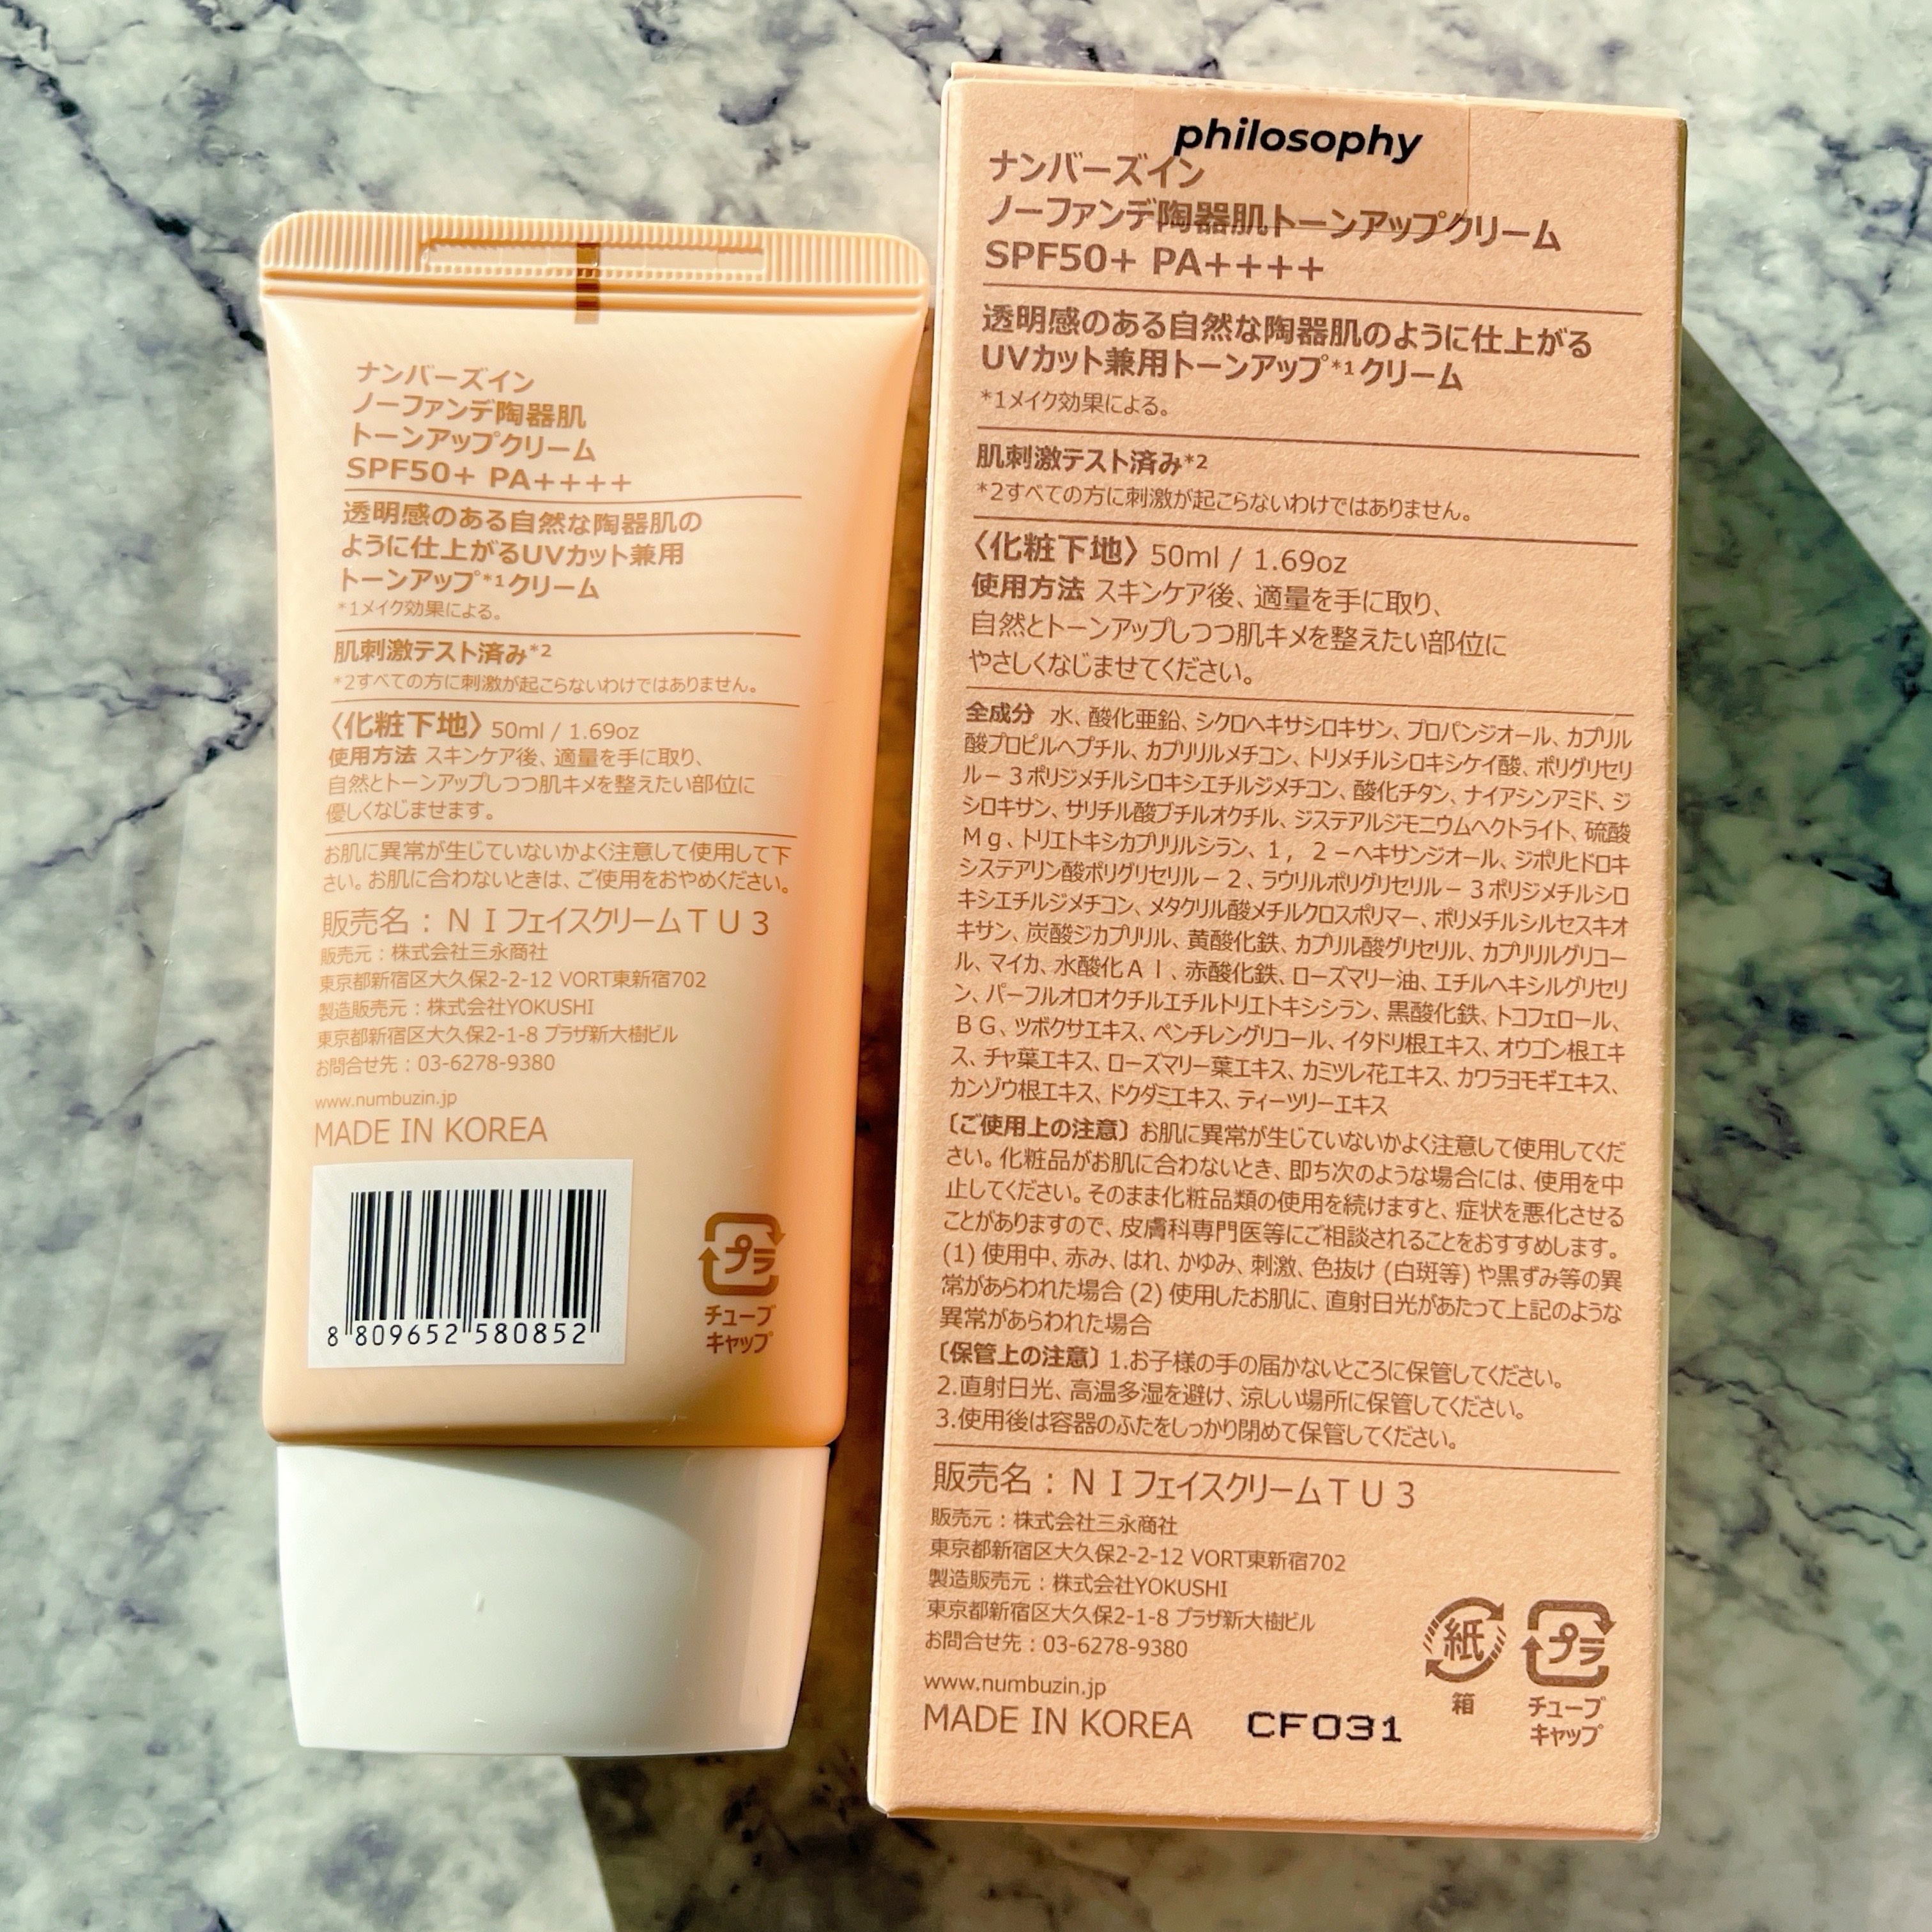 ナンバーズイン
ノーファンデ陶器肌
トーンアップクリーム
SPF50+ PA++++
透明感のある自然な陶器肌の
ように仕上がるUVカット兼用
トーンアップ*1クリーム
*1メイク効果による。
肌刺激テスト済み*2
*2すべての方に刺激が起こらないわけではありません。
〈化粧下地〉50ml / 1.69oz
使用方法 スキンケア後、適量を手に取り、
自然とトーンアップしつつ肌キメを整えたい部位に
優しくなじませます。
お肌に異常が生じていないかよく注意して使用して下
さい。お肌に合わないときは、ご使用をおやめください。
販売名：ＮＩフェイスクリームＴＵ３
販売元：株式会社三永商社
東京都新宿区大久保2-2-12 VORT東新宿702
製造販売元：株式会社YOKUSHI
東京都新宿区大久保2-1-8 プラザ新大樹ビル
お問合せ先：03-6278-9380
www.numbuzin.jp
MADE IN KOREA
8 809652 580852
プラ
チューブ
キャップ
philosophy
ナンバーズイン
ノーファンデ陶器肌トーンアップクリーム
SPF50+ PA++++
透明感のある自然な陶器肌のように仕上がる
UVカット兼用トーンアップ*1クリーム
*1メイク効果による。
肌刺激テスト済み*2
*2すべての方に刺激が起こらないわけではありません。
〈化粧下地〉50ml / 1.69oz
使用方法 スキンケア後、適量を手に取り、
自然とトーンアップしつつ肌キメを整えたい部位に
やさしくなじませてください。
全成分 水、酸化亜鉛、シクロヘキサシロキサン、プロパンジオール、カプリル
酸プロピルヘプチル、カプリリルメチコン、トリメチルシロキシケイ酸、ポリグリセリ
ル－３ポリジメチルシロキシエチルジメチコン、酸化チタン、ナイアシンアミド、ジ
シロキサン、サリチル酸ブチルオクチル、ジステアルジモニウムヘクトライト、硫酸
Ｍｇ、トリエトキシカプリリルシラン、１，２－ヘキサンジオール、ジポリヒドロキ
システアリン酸ポリグリセリル－２、ラウリルポリグリセリル－３ポリジメチルシロ
キシエチルジメチコン、メタクリル酸メチルクロスポリマー、ポリメチルシルセスキオ
キサン、炭酸ジカプリリル、黄酸化鉄、カプリル酸グリセリル、カプリリルグリコー
ル、マイカ、水酸化Ａｌ、赤酸化鉄、ローズマリー油、エチルヘキシルグリセリ
ン、パーフルオロオクチルエチルトリエトキシシラン、黒酸化鉄、トコフェロール、
ＢＧ、ツボクサエキス、ペンチレングリコール、イタドリ根エキス、オウゴン根エキ
ス、チャ葉エキス、ローズマリー葉エキス、カミツレ花エキス、カワラヨモギエキス、
カンゾウ根エキス、ドクダミエキス、ティーツリーエキス
〔ご使用上の注意〕お肌に異常が生じていないかよく注意して使用してくだ
さい。化粧品がお肌に合わないとき、即ち次のような場合には、使用を中
止してください。そのまま化粧品類の使用を続けますと、症状を悪化させる
ことがありますので、皮膚科専門医等にご相談されることをおすすめします。
(1) 使用中、赤み、はれ、かゆみ、刺激、色抜け (白斑等) や黒ずみ等の異
常があらわれた場合 (2) 使用したお肌に、直射日光があたって上記のような
異常があらわれた場合
〔保管上の注意〕1.お子様の手の届かないところに保管してください。
2.直射日光、高温多湿を避け、涼しい場所に保管してください。
3.使用後は容器のふたをしっかり閉めて保管してください。
販売名：ＮＩフェイスクリームＴＵ３
販売元：株式会社三永商社
東京都新宿区大久保2-2-12 VORT東新宿702
製造販売元：株式会社YOKUSHI
東京都新宿区大久保2-1-8 プラザ新大樹ビル
お問合せ先：03-6278-9380
www.numbuzin.jp
MADE IN KOREA
CF031
紙
箱
プラ
チューブ
キャップ